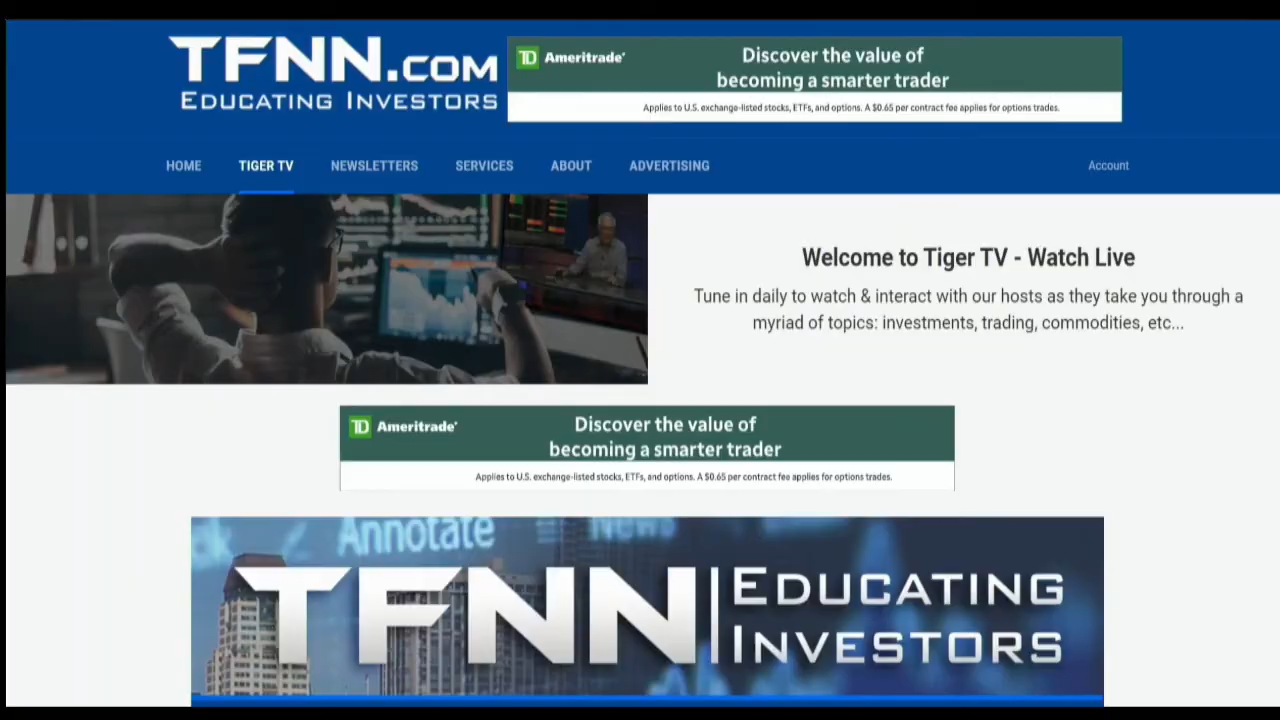 TFNN.COM
EDUCATING INVESTORS
TD Ameritrade
Discover the value of
becoming a smarter trader
Applies to U.S. exchange-listed stocks, ETFs, and options. A $0.65 per contract fee applies for options trades.
HOME TIGER TV NEWSLETTERS SERVICES ABOUT ADVERTISING Account
Welcome to Tiger TV - Watch Live
Tune in daily to watch & interact with our hosts as they take you through a
myriad of topics: investments, trading, commodities, etc...
TD Ameritrade
Discover the value of
becoming a smarter trader
Applies to U.S. exchange-listed stocks, ETFs, and options. A $0.65 per contract fee applies for options trades.
Annotate News
TFNN
EDUCATING
INVESTORS